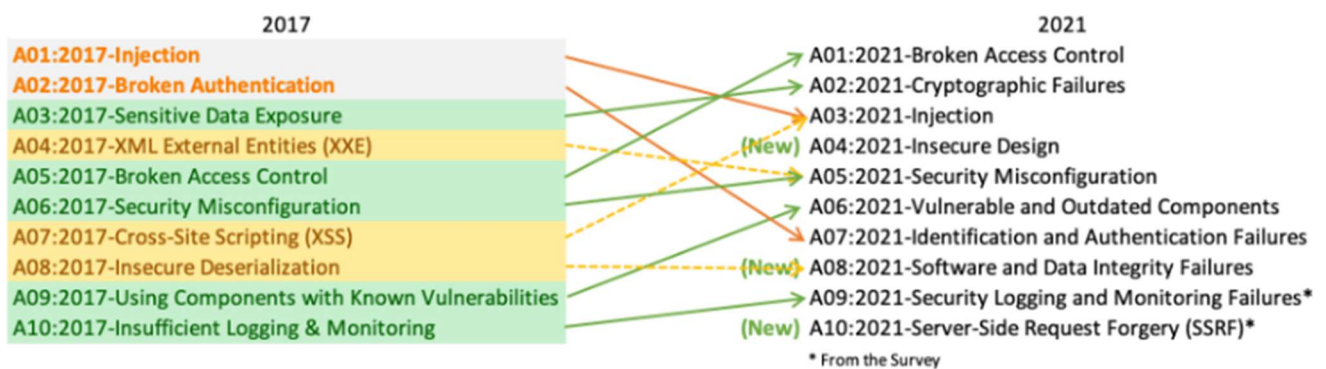 2017
2021
A01:2017-Injection
A02:2017-Broken Authentication
A03:2017-Sensitive Data Exposure
A04:2017-XML External Entities (XXE)
A05:2017-Broken Access Control
A06:2017-Security Misconfiguration
A07:2017-Cross-Site Scripting (XSS)
A08:2017-Insecure Deserialization
A09:2017-Using Components with Known Vulnerabilities
A10:2017-Insufficient Logging & Monitoring
A01:2021-Broken Access Control
A02:2021-Cryptographic Failures
A03:2021-Injection
(New) A04:2021-Insecure Design
A05:2021-Security Misconfiguration
A06:2021-Vulnerable and Outdated Components
A07:2021-Identification and Authentication Failures
(New) A08:2021-Software and Data Integrity Failures
A09:2021-Security Logging and Monitoring Failures*
(New) A10:2021-Server-Side Request Forgery (SSRF)*
* From the Survey